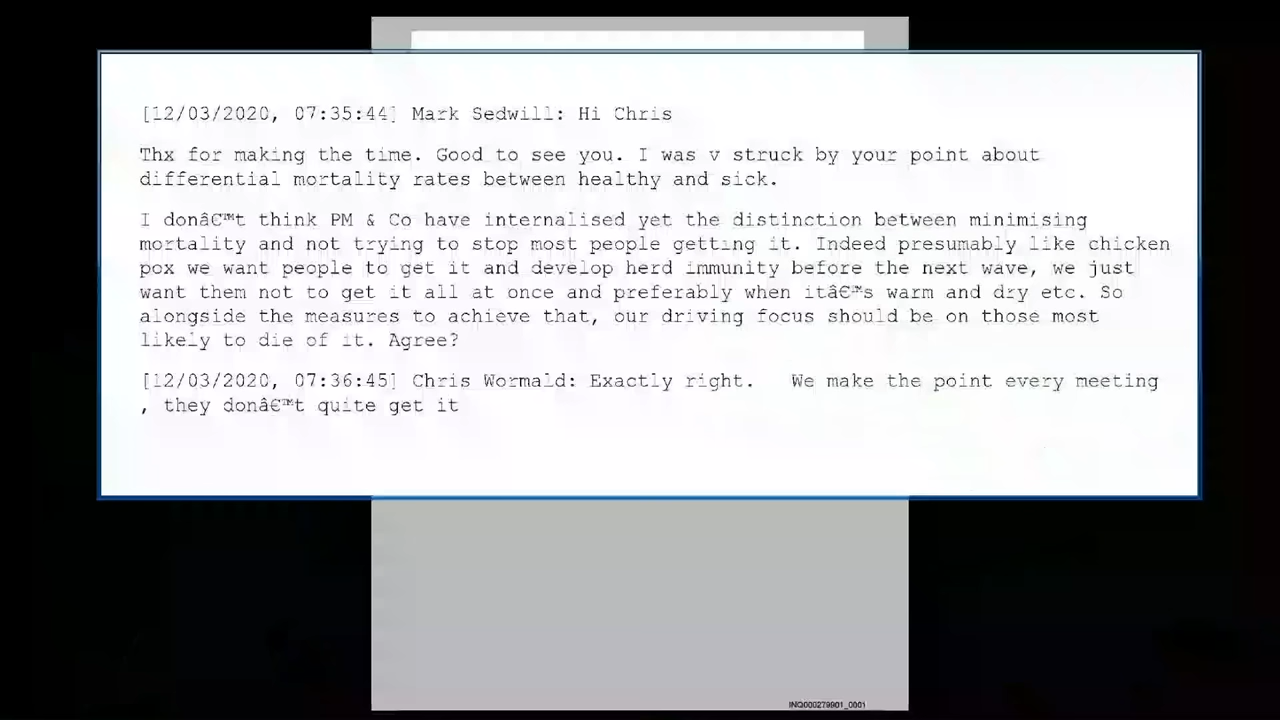 [12/03/2020, 07:35:44] Mark Sedwill: Hi Chris
Thx for making the time. Good to see you. I was v struck by your point about
differential mortality rates between healthy and sick.
I donâ€™t think PM & Co have internalised yet the distinction between minimising
mortality and not trying to stop most people getting it. Indeed presumably like chicken
pox we want people to get it and develop herd immunity before the next wave, we just
want them not to get it all at once and preferably when itâ€™s warm and dry etc. So
alongside the measures to achieve that, our driving focus should be on those most
likely to die of it. Agree?
[12/03/2020, 07:36:45] Chris Wormald: Exactly right.   We make the point every meeting
, they donâ€™t quite get it
INQ000279901_0001